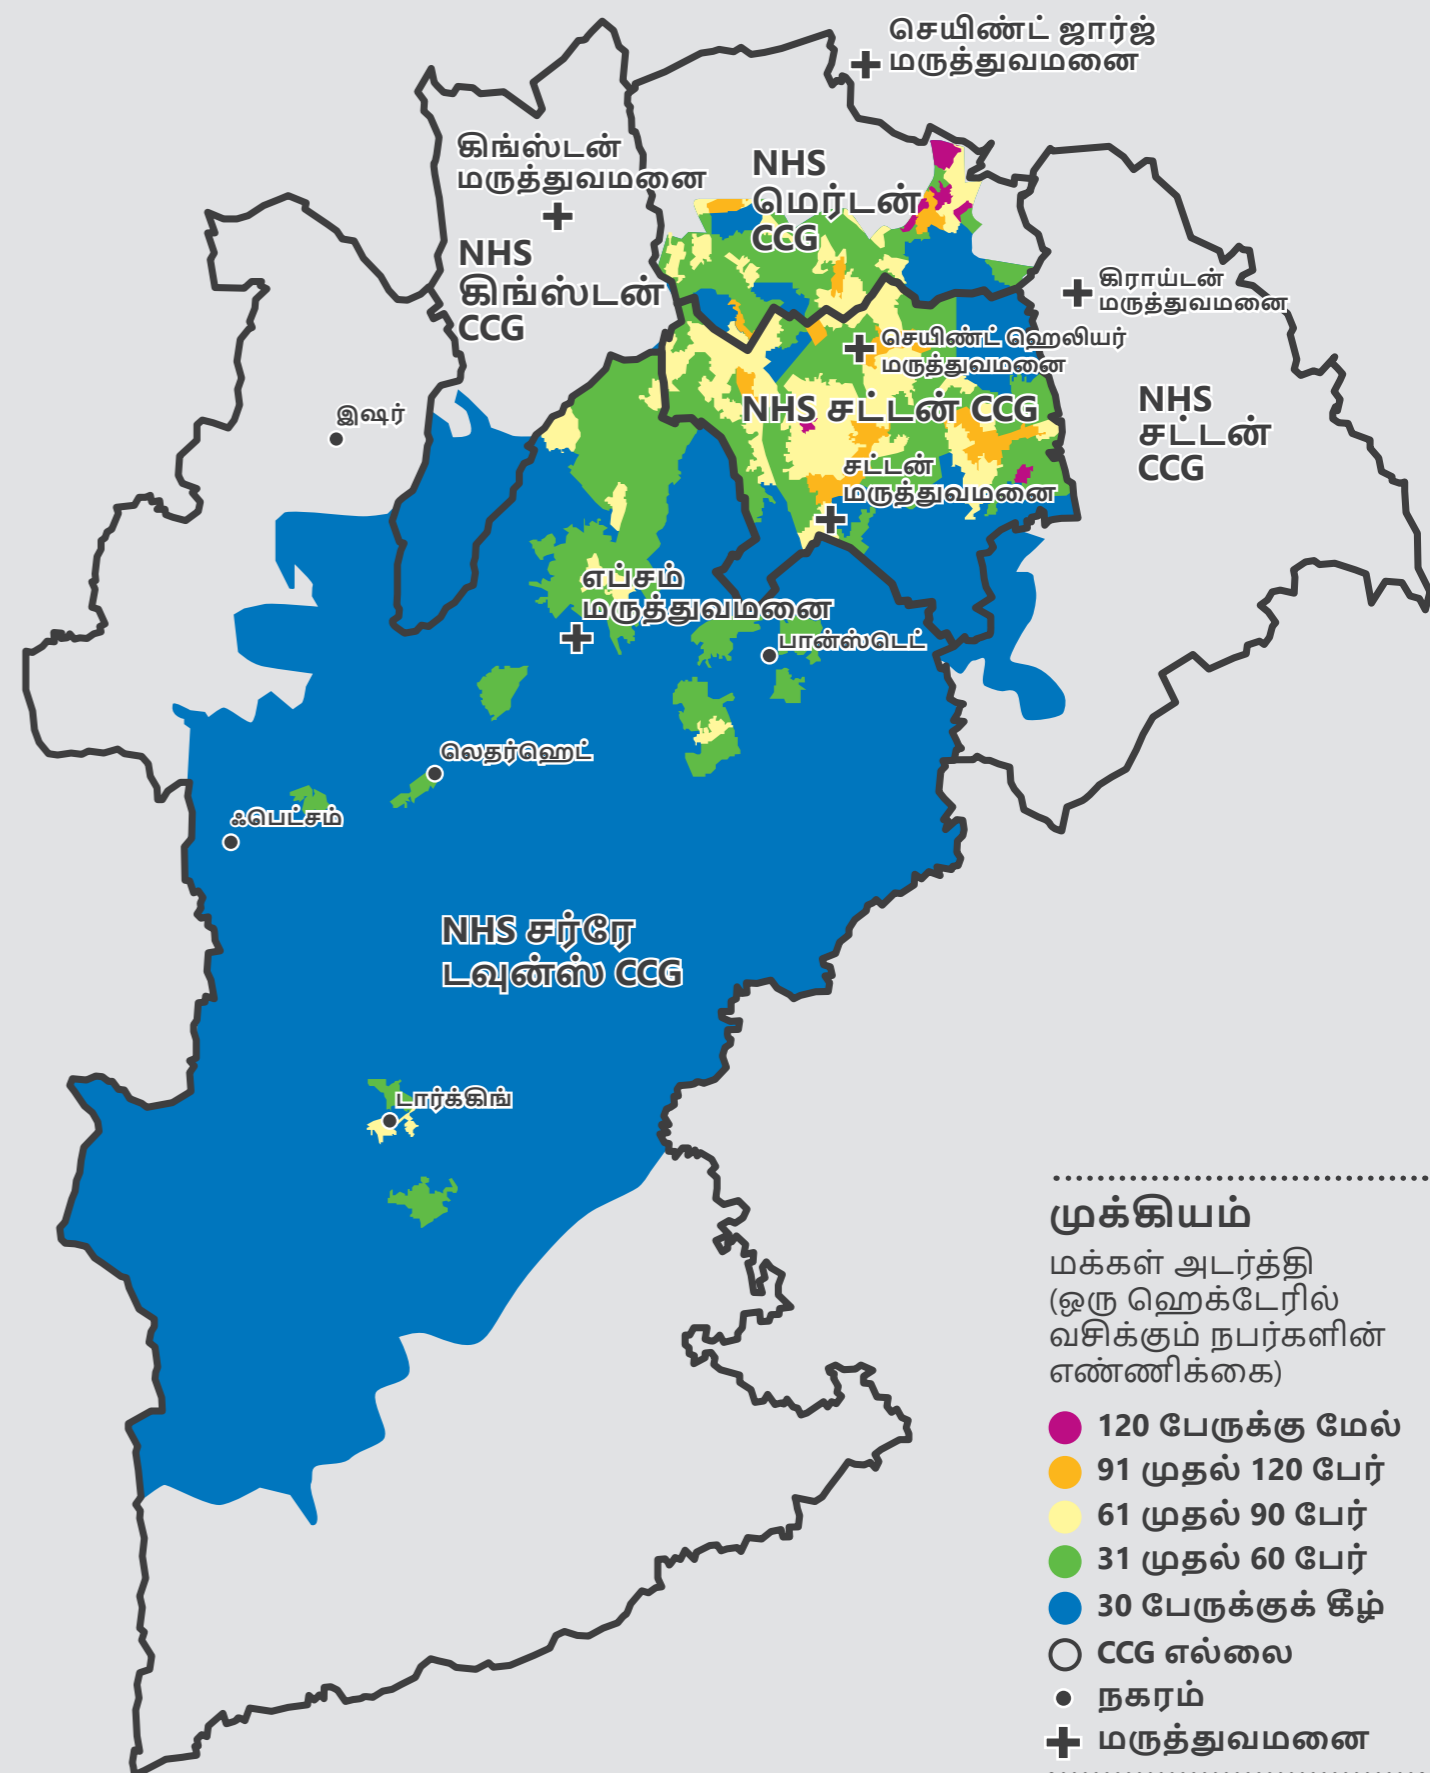 செயிண்ட் ஜார்ஜ்
மருத்துவமனை
கிங்ஸ்டன்
மருத்துவமனை
NHS
மெர்டன்
CCG
NHS
கிங்ஸ்டன்
CCG
கிராய்டன்
மருத்துவமனை
செயிண்ட் ஹெலியர்
மருத்துவமனை
NHS சட்டன் CCG
NHS
சட்டன்
CCG
இஷர்
சட்டன்
மருத்துவமனை
எப்சம்
மருத்துவமனை
பான்ஸ்டெட்
லெதர்ஹெட்
ஃபெட்சம்
NHS சர்ரே
டவுன்ஸ் CCG
டார்க்கிங்
முக்கியம்
மக்கள் அடர்த்தி
(ஒரு ஹெக்டேரில்
வசிக்கும் நபர்களின்
எண்ணிக்கை)
120 பேருக்கு மேல்
91 முதல் 120 பேர்
61 முதல் 90 பேர்
31 முதல் 60 பேர்
30 பேருக்குக் கீழ்
CCG எல்லை
நகரம்
மருத்துவமனை